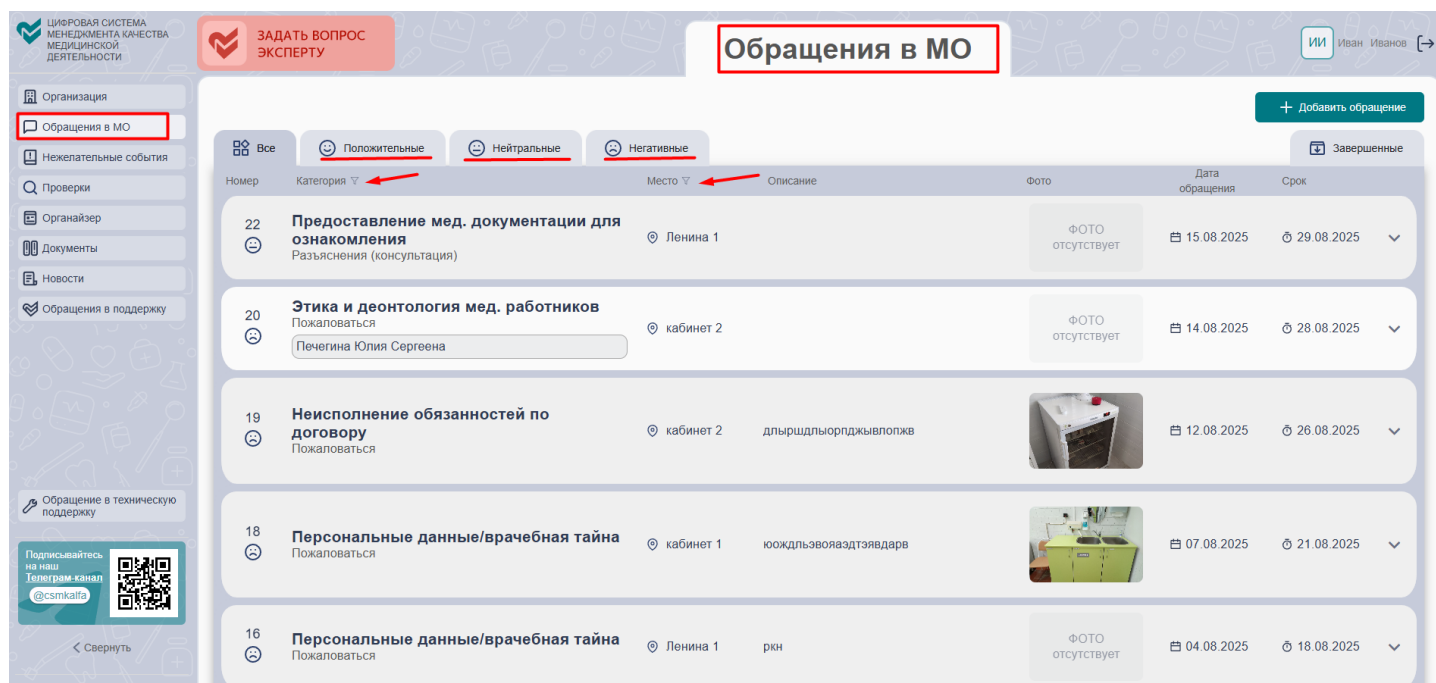 ЦИФРОВАЯ СИСТЕМА
МЕНЕДЖМЕНТА КАЧЕСТВА
МЕДИЦИНСКОЙ
ДЕЯТЕЛЬНОСТИ
ЗАДАТЬ ВОПРОС
ЭКСПЕРТУ
Обращения в МО
ИИ Иван Иванов
Организация
Обращения в МО
Нежелательные события
Проверки
Органайзер
Документы
Новости
Обращения в поддержку
Обращение в техническую
поддержку
Подписывайтесь
на наш
Телеграм-канал
@csmkalfa
Свернуть
+ Добавить обращение
Все Положительные Нейтральные Негативные Завершенные
Номер Категория Место Описание Фото Дата обращения Срок
22
Предоставление мед. документации для
ознакомления
Разъяснения (консультация)
Ленина 1
ФОТО
отсутствует
15.08.2025 29.08.2025
20
Этика и деонтология мед. работников
Пожаловаться
Печегина Юлия Сергеена
кабинет 2
ФОТО
отсутствует
14.08.2025 28.08.2025
19
Неисполнение обязанностей по
договору
Пожаловаться
кабинет 2 длыршдлыорпджывлопжв
12.08.2025 26.08.2025
18
Персональные данные/врачебная тайна
Пожаловаться
кабинет 1 юождльэвояаздтэявдарв
07.08.2025 21.08.2025
16
Персональные данные/врачебная тайна
Пожаловаться
Ленина 1 ркн
ФОТО
отсутствует
04.08.2025 18.08.2025